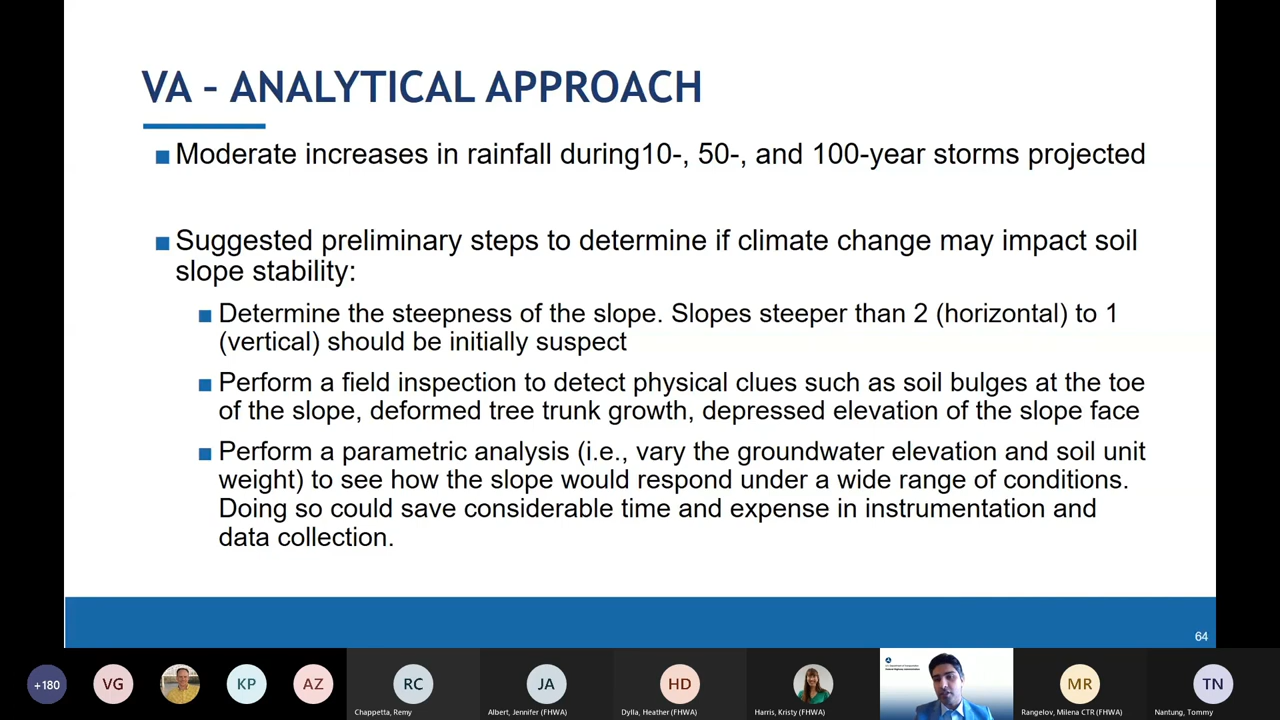 VA – ANALYTICAL APPROACH
Moderate increases in rainfall during10-, 50-, and 100-year storms projected
Suggested preliminary steps to determine if climate change may impact soil
slope stability:
Determine the steepness of the slope. Slopes steeper than 2 (horizontal) to 1
(vertical) should be initially suspect
Perform a field inspection to detect physical clues such as soil bulges at the toe
of the slope, deformed tree trunk growth, depressed elevation of the slope face
Perform a parametric analysis (i.e., vary the groundwater elevation and soil unit
weight) to see how the slope would respond under a wide range of conditions.
Doing so could save considerable time and expense in instrumentation and
data collection.
64
+180
VG
KP
AZ
RC
JA
HD
MR
TN
Chappetta, Remy
Albert, Jennifer (FHWA)
Dylla, Heather (FHWA)
Harris, Kristy (FHWA)
Rangelov, Milena CTR (FHWA)
Nantung, Tommy